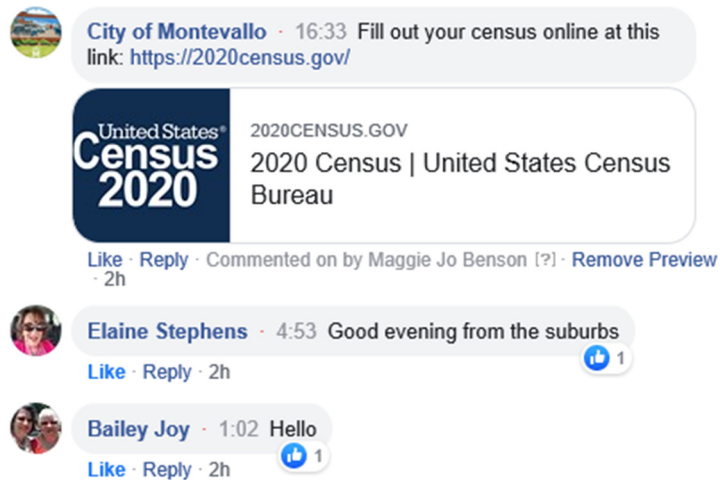 City of Montevallo · 16:33 Fill out your census online at this
link: https://2020census.gov/
United States®
Census
2020
2020CENSUS.GOV
2020 Census | United States Census
Bureau
Like · Reply · Commented on by Maggie Jo Benson [?] · Remove Preview
· 2h
Elaine Stephens · 4:53 Good evening from the suburbs
1
Like · Reply · 2h
Bailey Joy · 1:02 Hello
1
Like · Reply · 2h